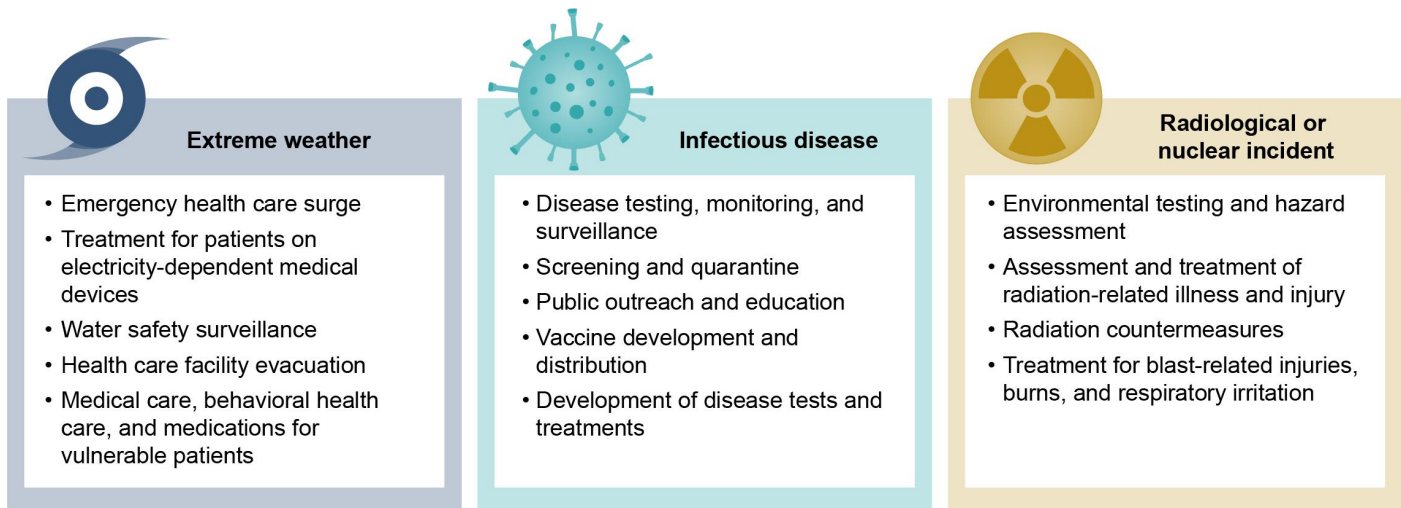 Extreme weather
• Emergency health care surge
• Treatment for patients on
electricity-dependent medical
devices
• Water safety surveillance
• Health care facility evacuation
• Medical care, behavioral health
care, and medications for
vulnerable patients
Infectious disease
• Disease testing, monitoring, and
surveillance
• Screening and quarantine
• Public outreach and education
• Vaccine development and
distribution
• Development of disease tests and
treatments
Radiological or
nuclear incident
• Environmental testing and hazard
assessment
• Assessment and treatment of
radiation-related illness and injury
• Radiation countermeasures
• Treatment for blast-related injuries,
burns, and respiratory irritation